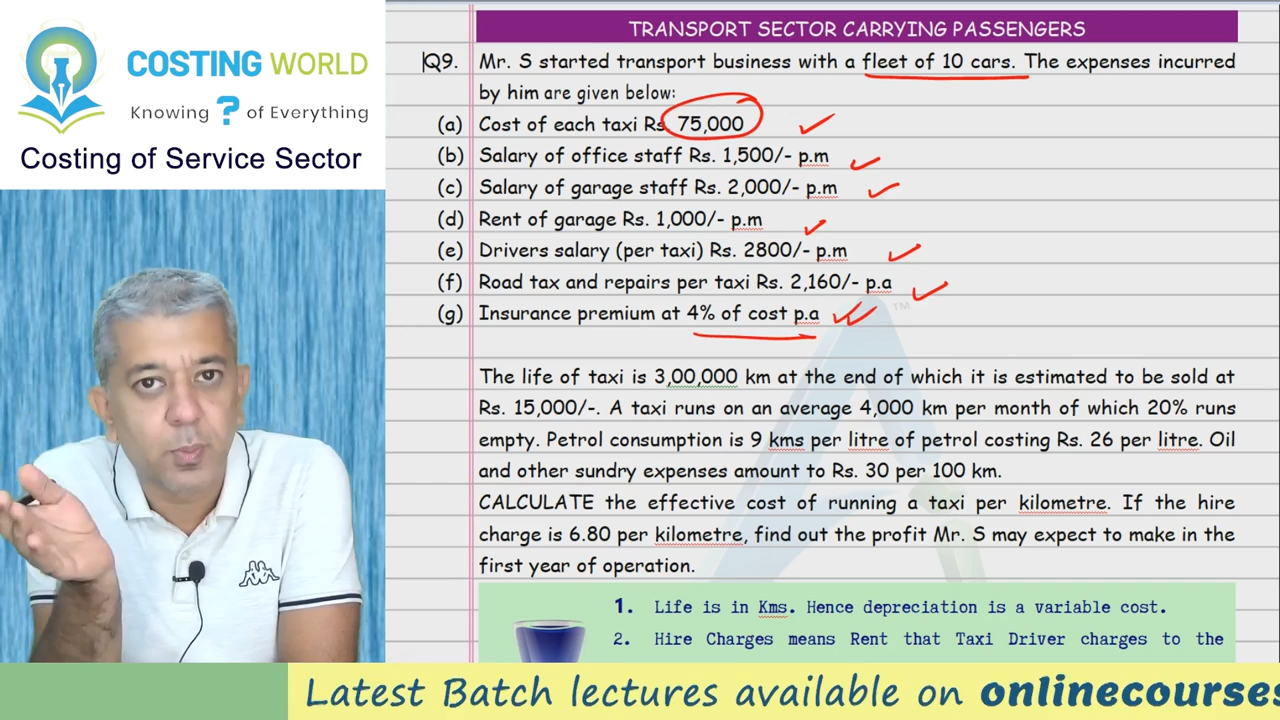 COSTING WORLD
Knowing ? of Everything
Costing of Service Sector
TRANSPORT SECTOR CARRYING PASSENGERS
Q9. Mr. S started transport business with a fleet of 10 cars. The expenses incurred
by him are given below:
(a) Cost of each taxi Rs. 75,000
(b) Salary of office staff Rs. 1,500/- p.m
(c) Salary of garage staff Rs. 2,000/- p.m
(d) Rent of garage Rs. 1,000/- p.m
(e) Drivers salary (per taxi) Rs. 2800/- p.m
(f) Road tax and repairs per taxi Rs. 2,160/- p.a
(g) Insurance premium at 4% of cost p.a
TM
The life of taxi is 3,00,000 km at the end of which it is estimated to be sold at
Rs. 15,000/-. A taxi runs on an average 4,000 km per month of which 20% runs
empty. Petrol consumption is 9 kms per litre of petrol costing Rs. 26 per litre. Oil
and other sundry expenses amount to Rs. 30 per 100 km.
CALCULATE the effective cost of running a taxi per kilometre. If the hire
charge is 6.80 per kilometre, find out the profit Mr. S may expect to make in the
first year of operation.
1. Life is in Kms. Hence depreciation is a variable cost.
2. Hire Charges means Rent that Taxi Driver charges to the
Latest Batch lectures available on onlinecourses